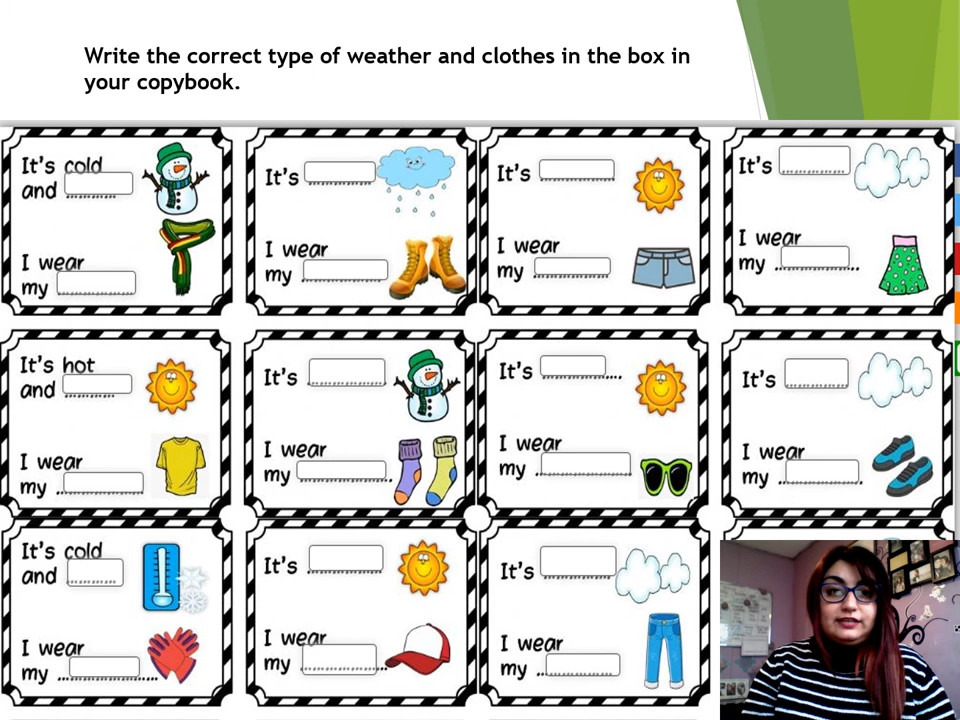 Write the correct type of weather and clothes in the box in
your copybook.
It's cold
and
I wear
my
It's
I wear
my
It's
I wear
my
It's
I wear
my
It's hot
and
I wear
my
It's
I wear
my
It's
I wear
my
It's
I wear
my
It's cold
and
I wear
my
It's
I wear
my
It's
I wear
my